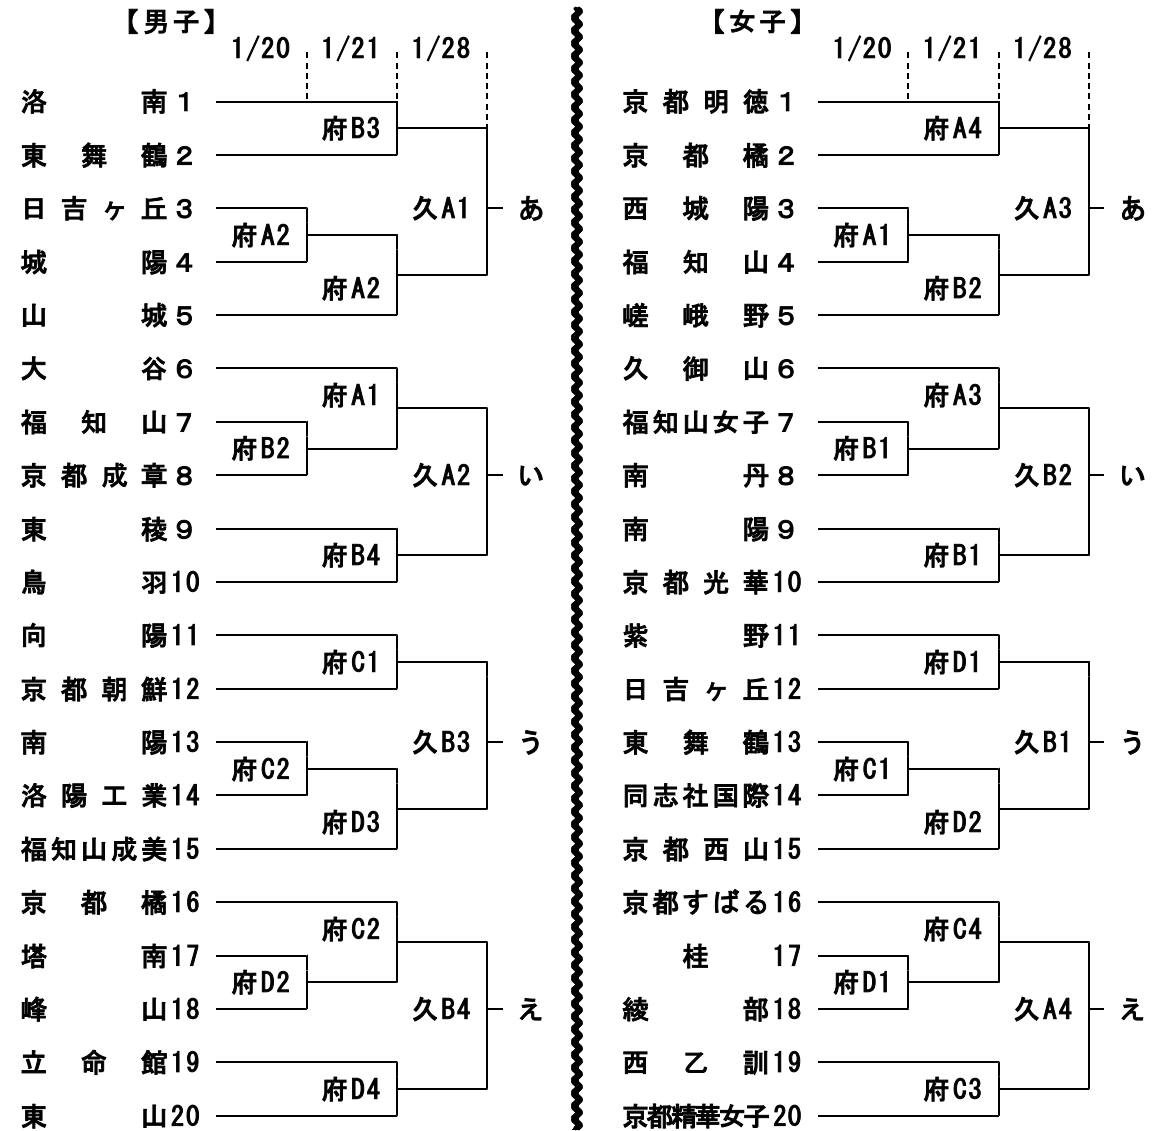 【男子】
1/20 1/21 1/28
洛南1
府B3
東舞鶴2
日吉ヶ丘3
久A1 あ
府A2
城陽4
府A2
山城5
大谷6
府A1
福知山7
府B2
京都成章8
久A2 い
東稜9
府B4
鳥羽10
向陽11
府C1
京都朝鮮12
南陽13
久B3 う
府C2
洛陽工業14
府D3
福知山成美15
京都橘16
府C2
塔南17
府D2
峰山18
久B4 え
立命館19
府D4
東山20
【女子】
1/20 1/21 1/28
京都明徳1
府A4
京都橘2
西城陽3
久A3 あ
府A1
福知山4
府B2
嵯峨野5
久御山6
府A3
福知山女子7
府B1
南丹8
久B2 い
南陽9
府B1
京都光華10
紫野11
府D1
日吉ヶ丘12
東舞鶴13
久B1 う
府C1
同志社国際14
府D2
京都西山15
京都すばる16
府C4
桂17
府D1
綾部18
久A4 え
西乙訓19
府C3
京都精華女子20